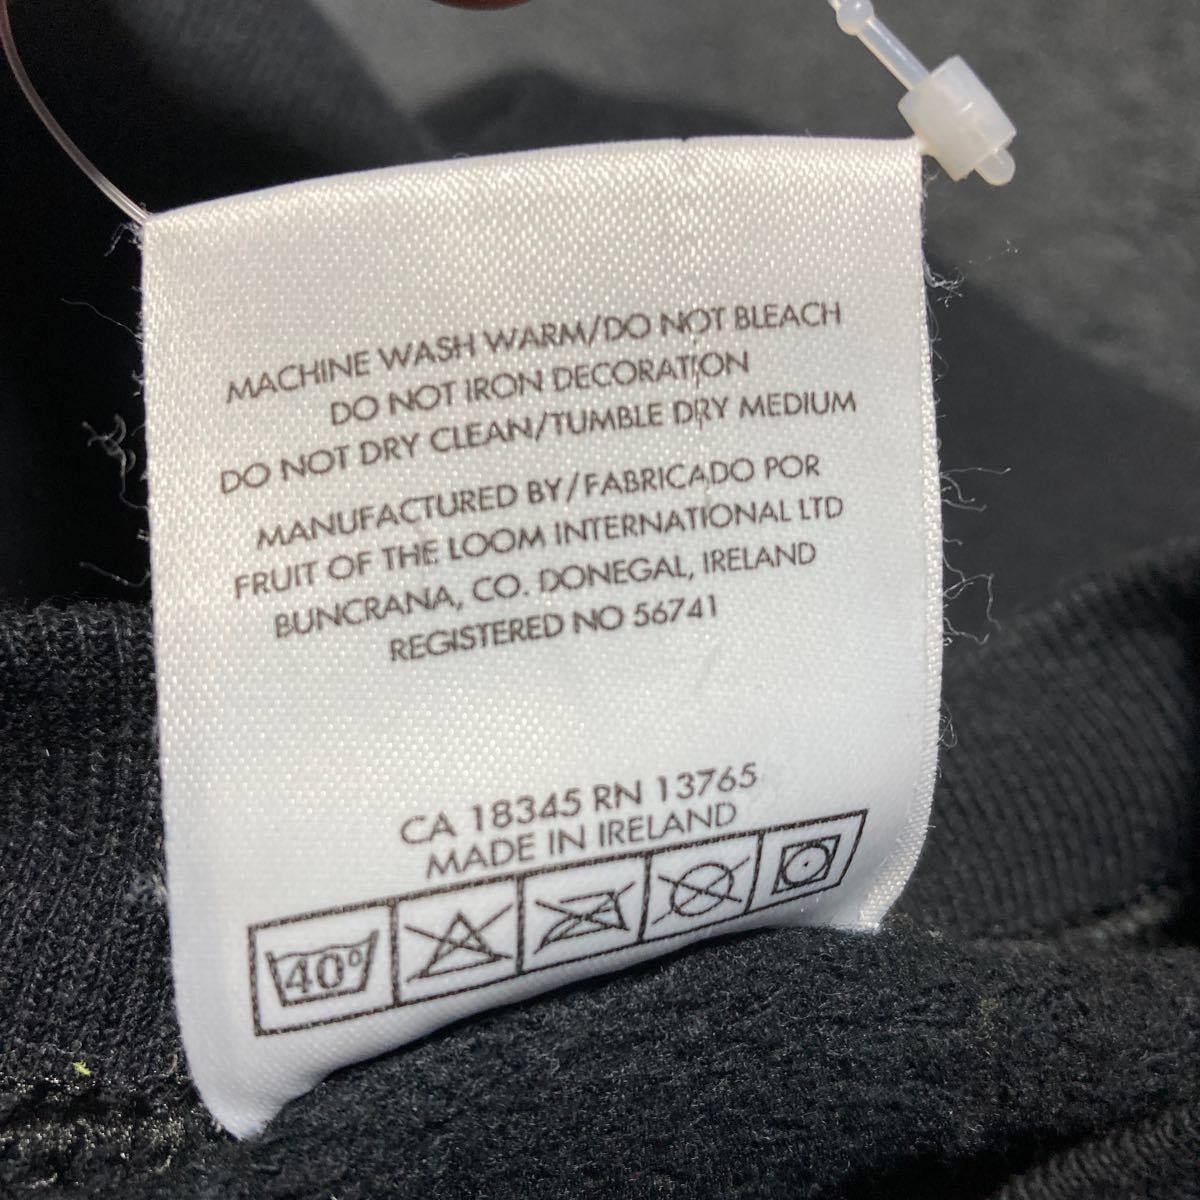 MACHINE WASH WARM/DO NOT BLEACH
DO NOT IRON DECORATION
DO NOT DRY CLEAN/TUMBLE DRY MEDIUM
MANUFACTURED BY/FABRICADO POR
FRUIT OF THE LOOM INTERNATIONAL LTD
BUNCRANA, CO. DONEGAL, IRELAND
REGISTERED NO 56741
CA 18345 RN 13765
MADE IN IRELAND
40°